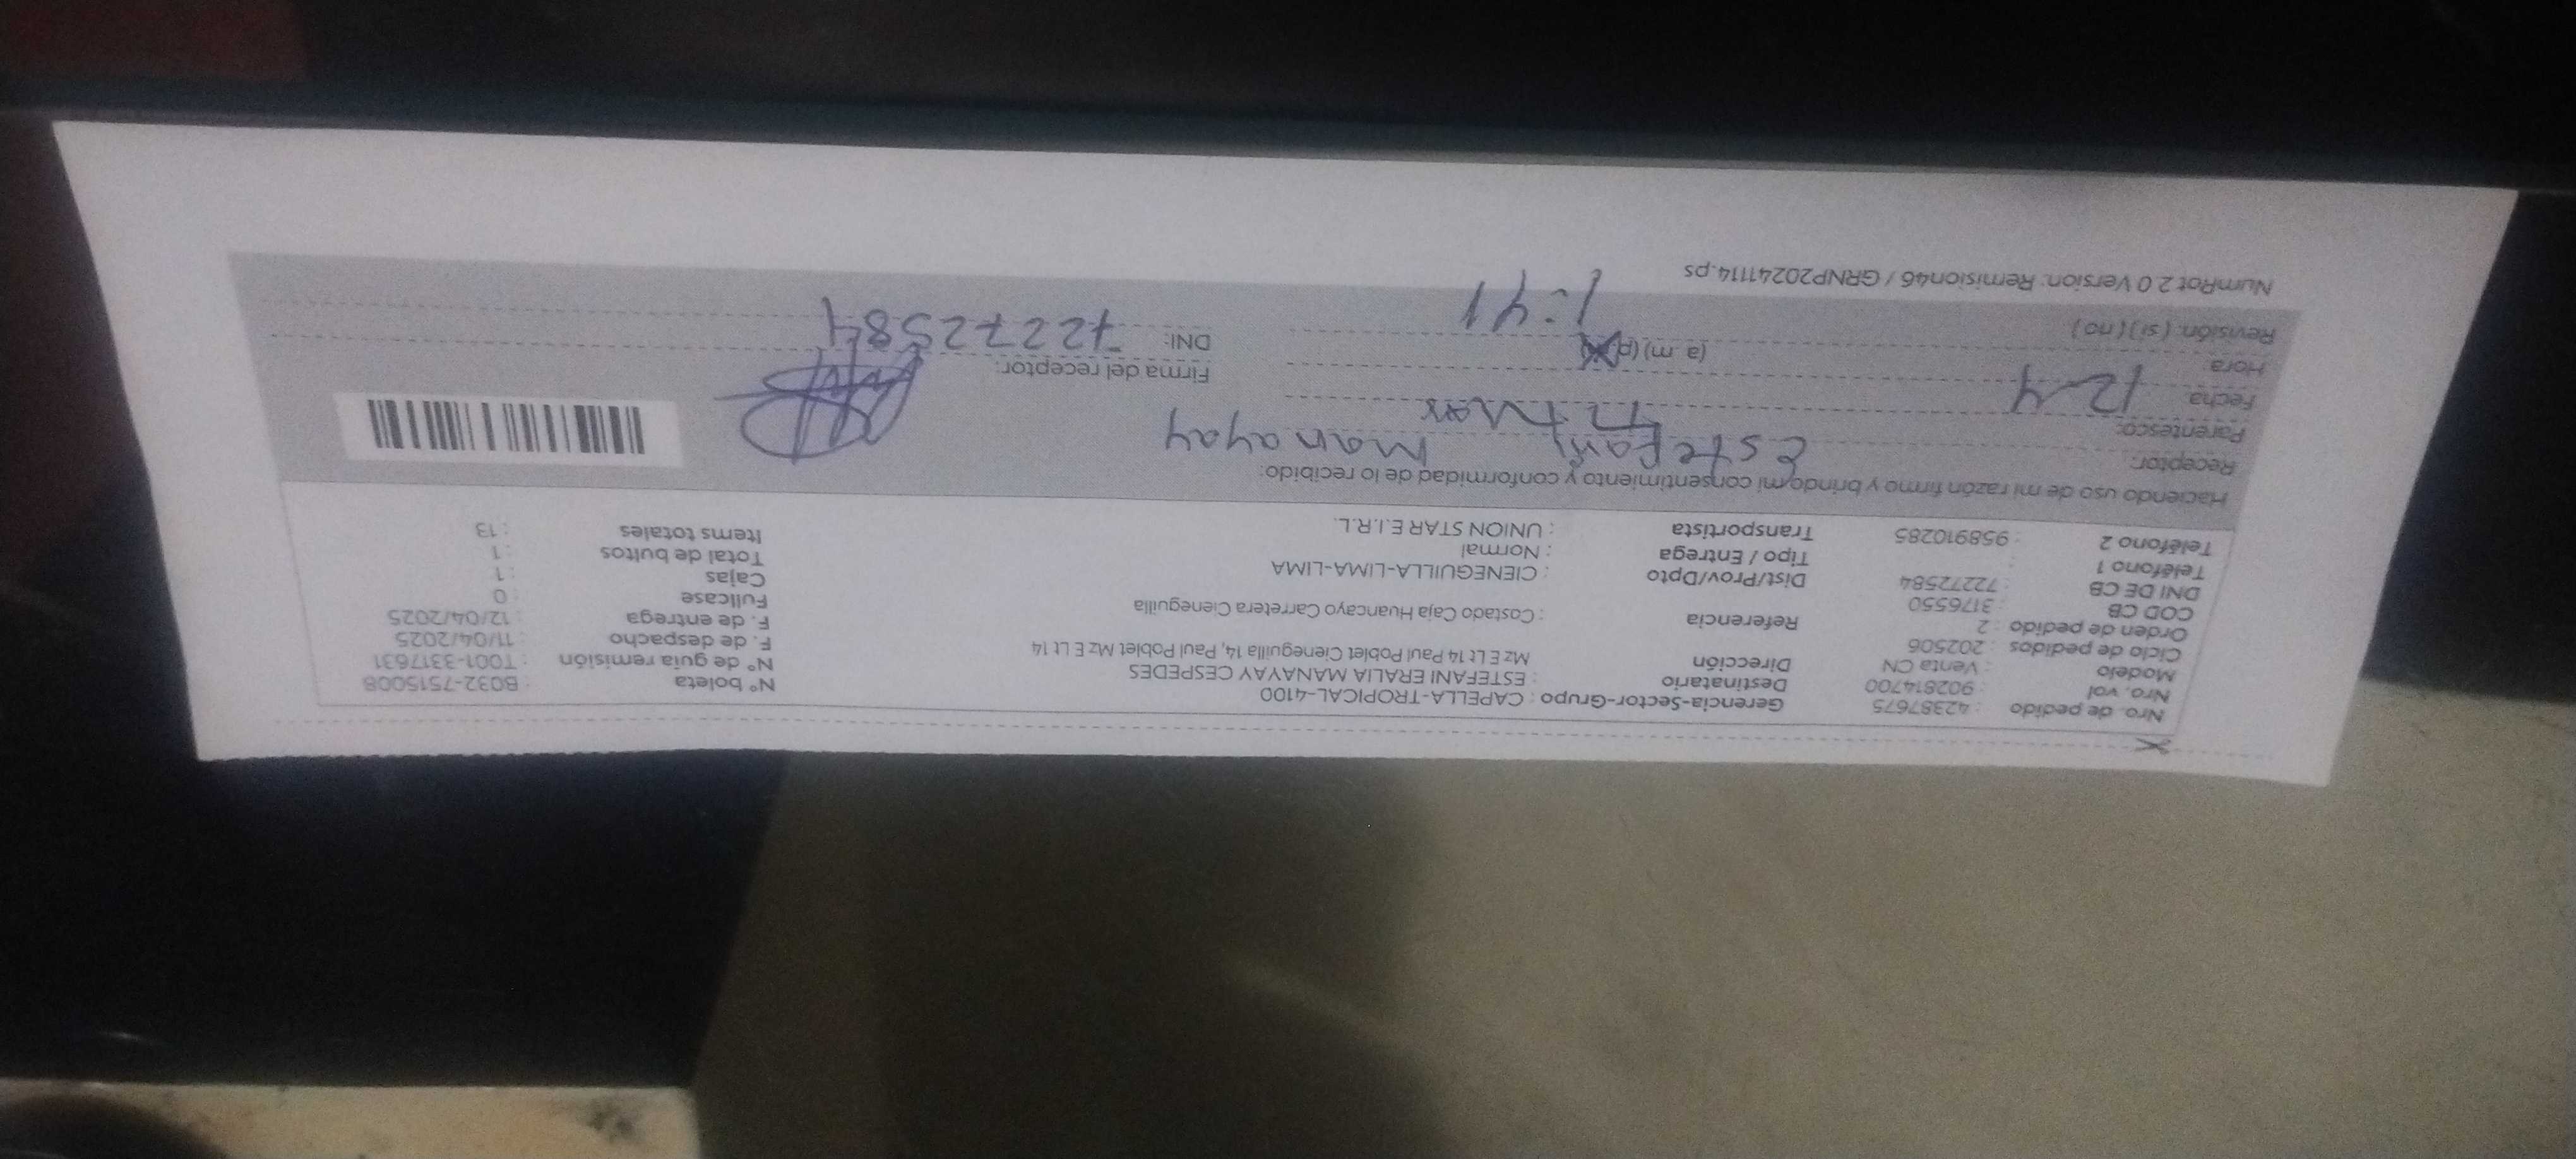 Nro. de pedido : 42387675 Gerencia-Sector-Grupo : CAPELLA-TROPICAL-4100 N° boleta : B032-7515008
Nro. vol : 902814700 Destinatario : ESTEFANI ERALIA MANAYAY CESPEDES N° de guia remisión : T001-3317631
Modelo : Venta CN Dirección Mz E Lt 14 Paul Poblet Cieneguilla 14, Paul Poblet Mz E Lt 14 F. de despacho : 11/04/2025
Ciclo de pedidos : 202506 F. de entrega : 12/04/2025
Orden de pedido : 2 Referencia : Costado Caja Huancayo Carretera Cieneguilla Fullcase : 0
COD CB : 3176550 Cajas : 1
DNI DE CB : 72272584 Dist/Prov/Dpto : CIENEGUILLA-LIMA-LIMA Total de bultos : 1
Teléfono 1 : Tipo / Entrega : Normal Items totales : 13
Teléfono 2 : 958910285 Transportista : UNION STAR E.I.R.L.
Haciendo uso de mi razón firmo y brindo mi consentimiento y conformidad de lo recibido:
Receptor: Estefani Manayay
Parentesco:
Fecha: 12-4 Firma del receptor:
Hora: (a m) (p DNI: 72272584
Revisión: (si) (no) 1:41
NumRot 2.0 Version: Remision46 / GRNP20241114.ps